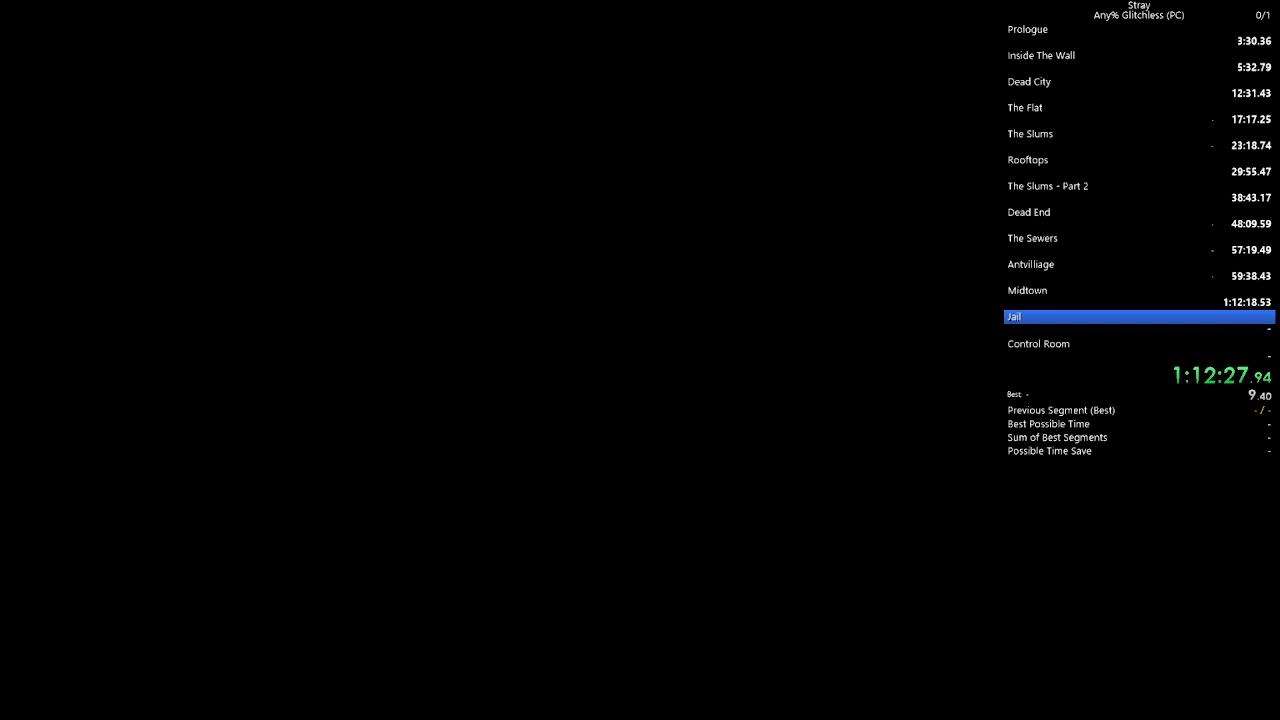 Stray
Any% Glitchless (PC) 0/1
Prologue
3:30.36
Inside The Wall
5:32.79
Dead City
12:31.43
The Flat
- 17:17.25
The Slums
- 23:18.74
Rooftops
29:55.47
The Slums - Part 2
38:43.17
Dead End
- 48:09.59
The Sewers
- 57:19.49
Antvilliage
- 59:38.43
Midtown
1:12:18.53
Jail
-
Control Room
-
1:12:27.94
Best: - 9.40
Previous Segment (Best) - / -
Best Possible Time -
Sum of Best Segments -
Possible Time Save -